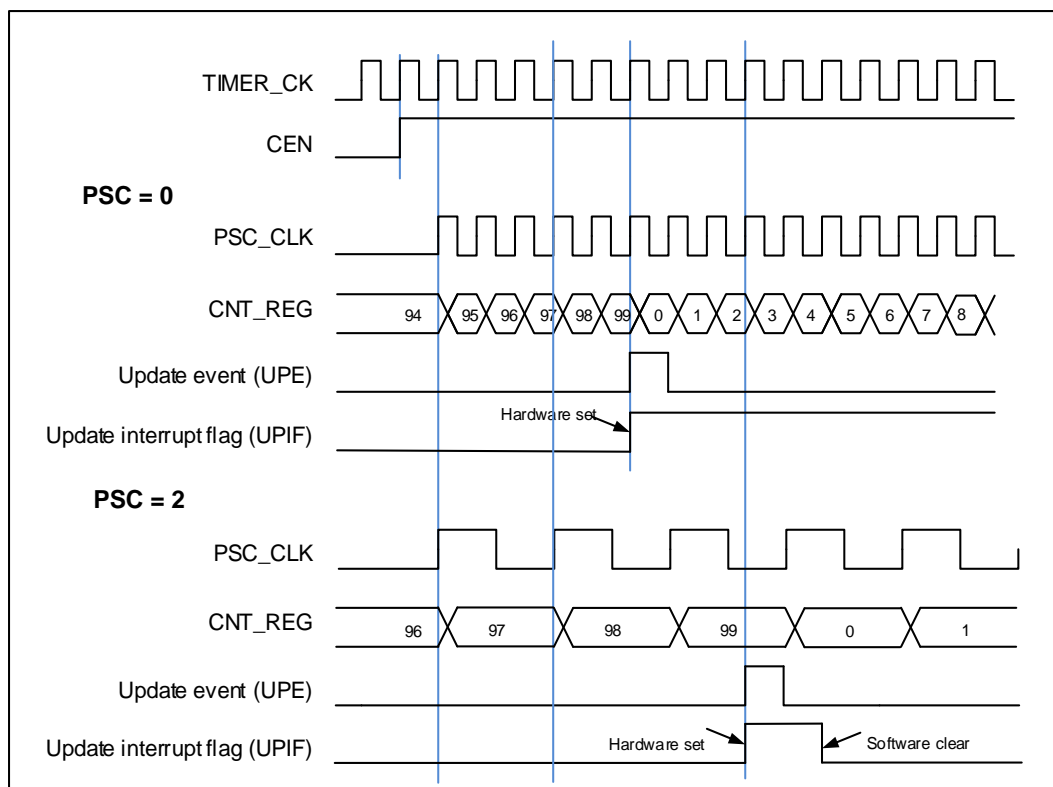 TIMER_CK
CEN
PSC = 0
PSC_CLK
CNT_REG 94 95 96 97 98 99 0 1 2 3 4 5 6 7 8
Update event (UPE)
Hardware set
Update interrupt flag (UPIF)
PSC = 2
PSC_CLK
CNT_REG 96 97 98 99 0 1
Update event (UPE)
Update interrupt flag (UPIF) Hardware set Software clear